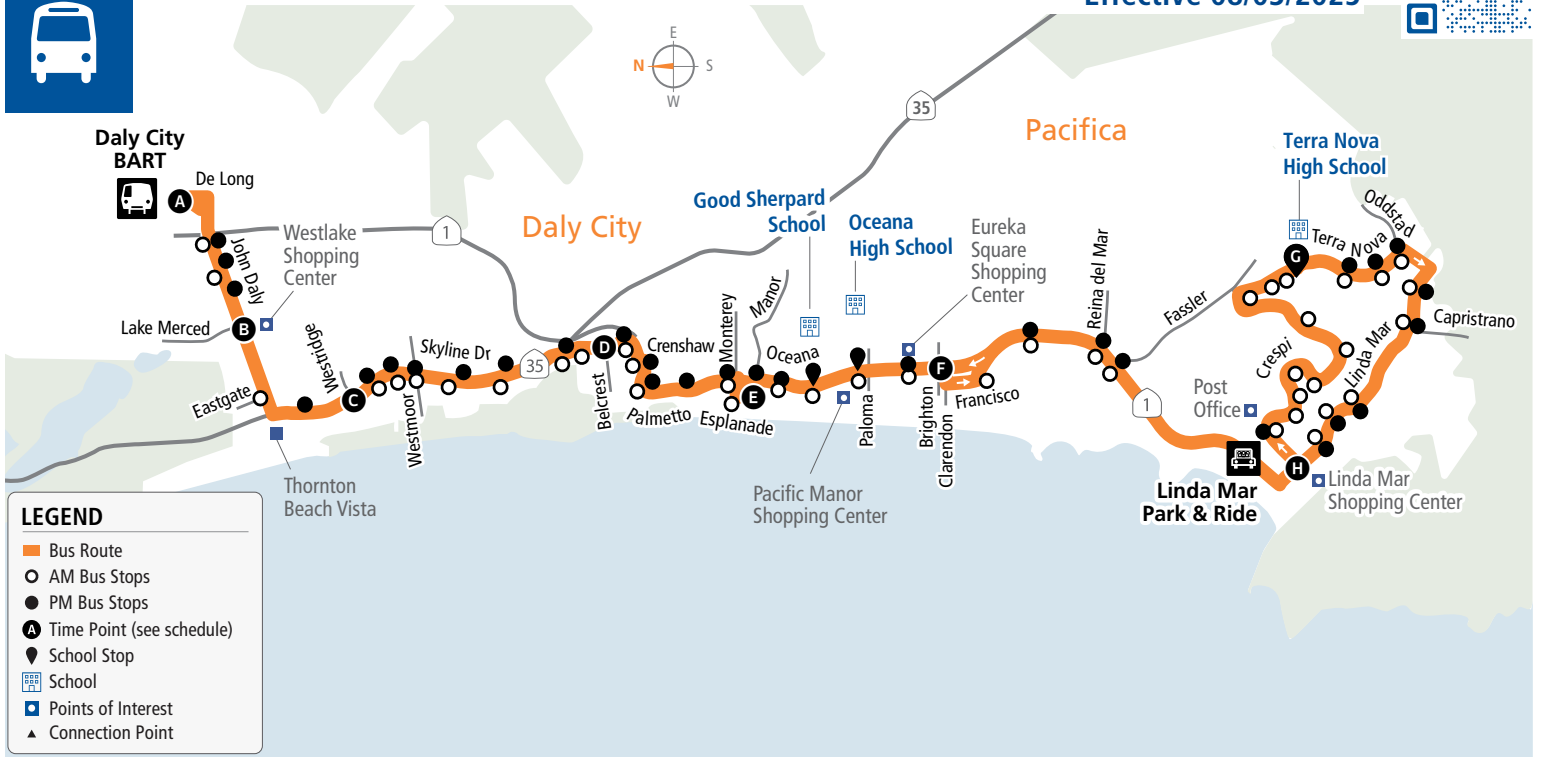 Effective 08/03/2025
E
N
S
W
35
Pacifica
Daly City
BART
De Long
A
Terra Nova
High School
Good Sherpard
School
Oceana
High School
Oddstad
Daly City
1
Westlake
Shopping
Center
John Daly
Eureka
Square
Shopping
Center
Reina del Mar
Terra Nova
G
Lake Merced
B
Manor
Monterey
Fassler
Capristrano
Westridge
Skyline Dr
35
D
Crenshaw
Oceana
Crespi
Linda Mar
Eastgate
C
Westmoor
Belcrest
Palmetto
Esplanade
E
Paloma
F
Brighton
Clarendon
Francisco
1
Post
Office
H
Thornton
Beach Vista
Pacific Manor
Shopping Center
Linda Mar
Park & Ride
Linda Mar
Shopping Center
LEGEND
Bus Route
AM Bus Stops
PM Bus Stops
A Time Point (see schedule)
School Stop
School
Points of Interest
Connection Point